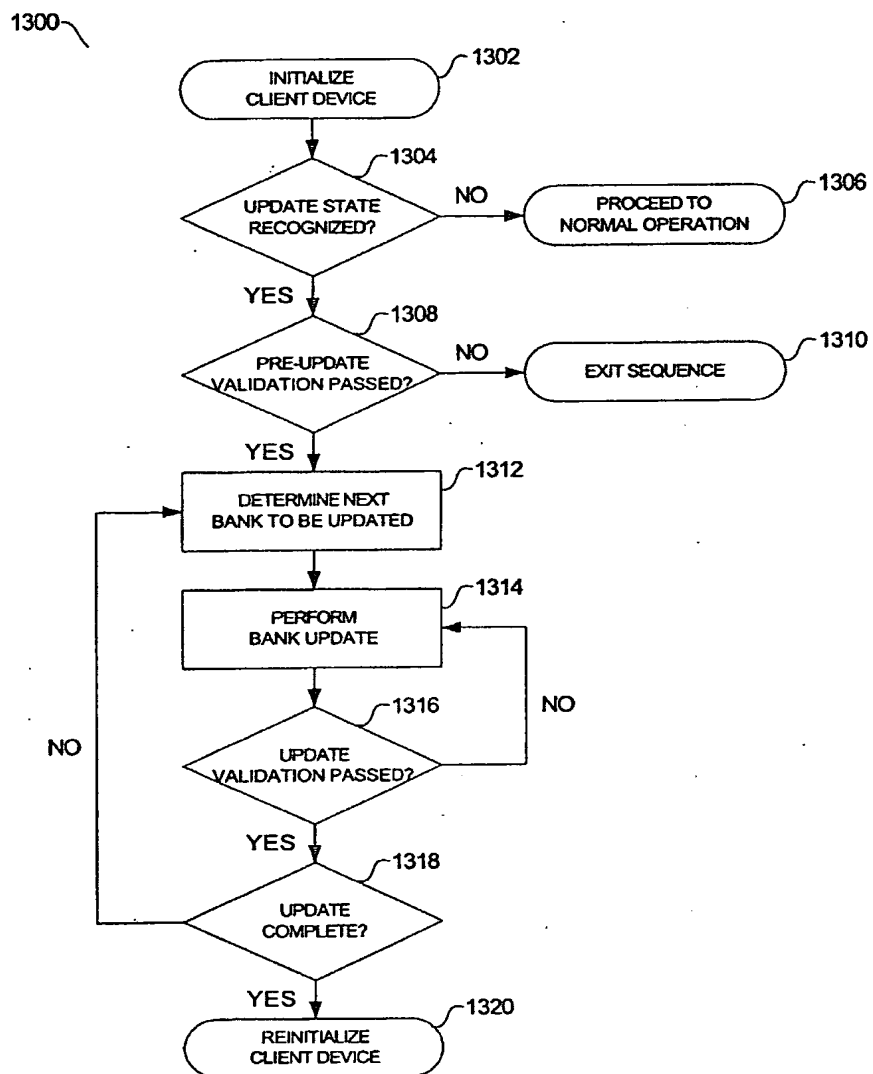 1300
INITIALIZE
CLIENT DEVICE
1302
UPDATE STATE
RECOGNIZED?
1304
NO
PROCEED TO
NORMAL OPERATION
1306
YES
PRE-UPDATE
VALIDATION PASSED?
1308
NO
EXIT SEQUENCE
1310
YES
DETERMINE NEXT
BANK TO BE UPDATED
1312
PERFORM
BANK UPDATE
1314
UPDATE
VALIDATION PASSED?
1316
NO
NO
YES
UPDATE
COMPLETE?
1318
YES
REINITIALIZE
CLIENT DEVICE
1320